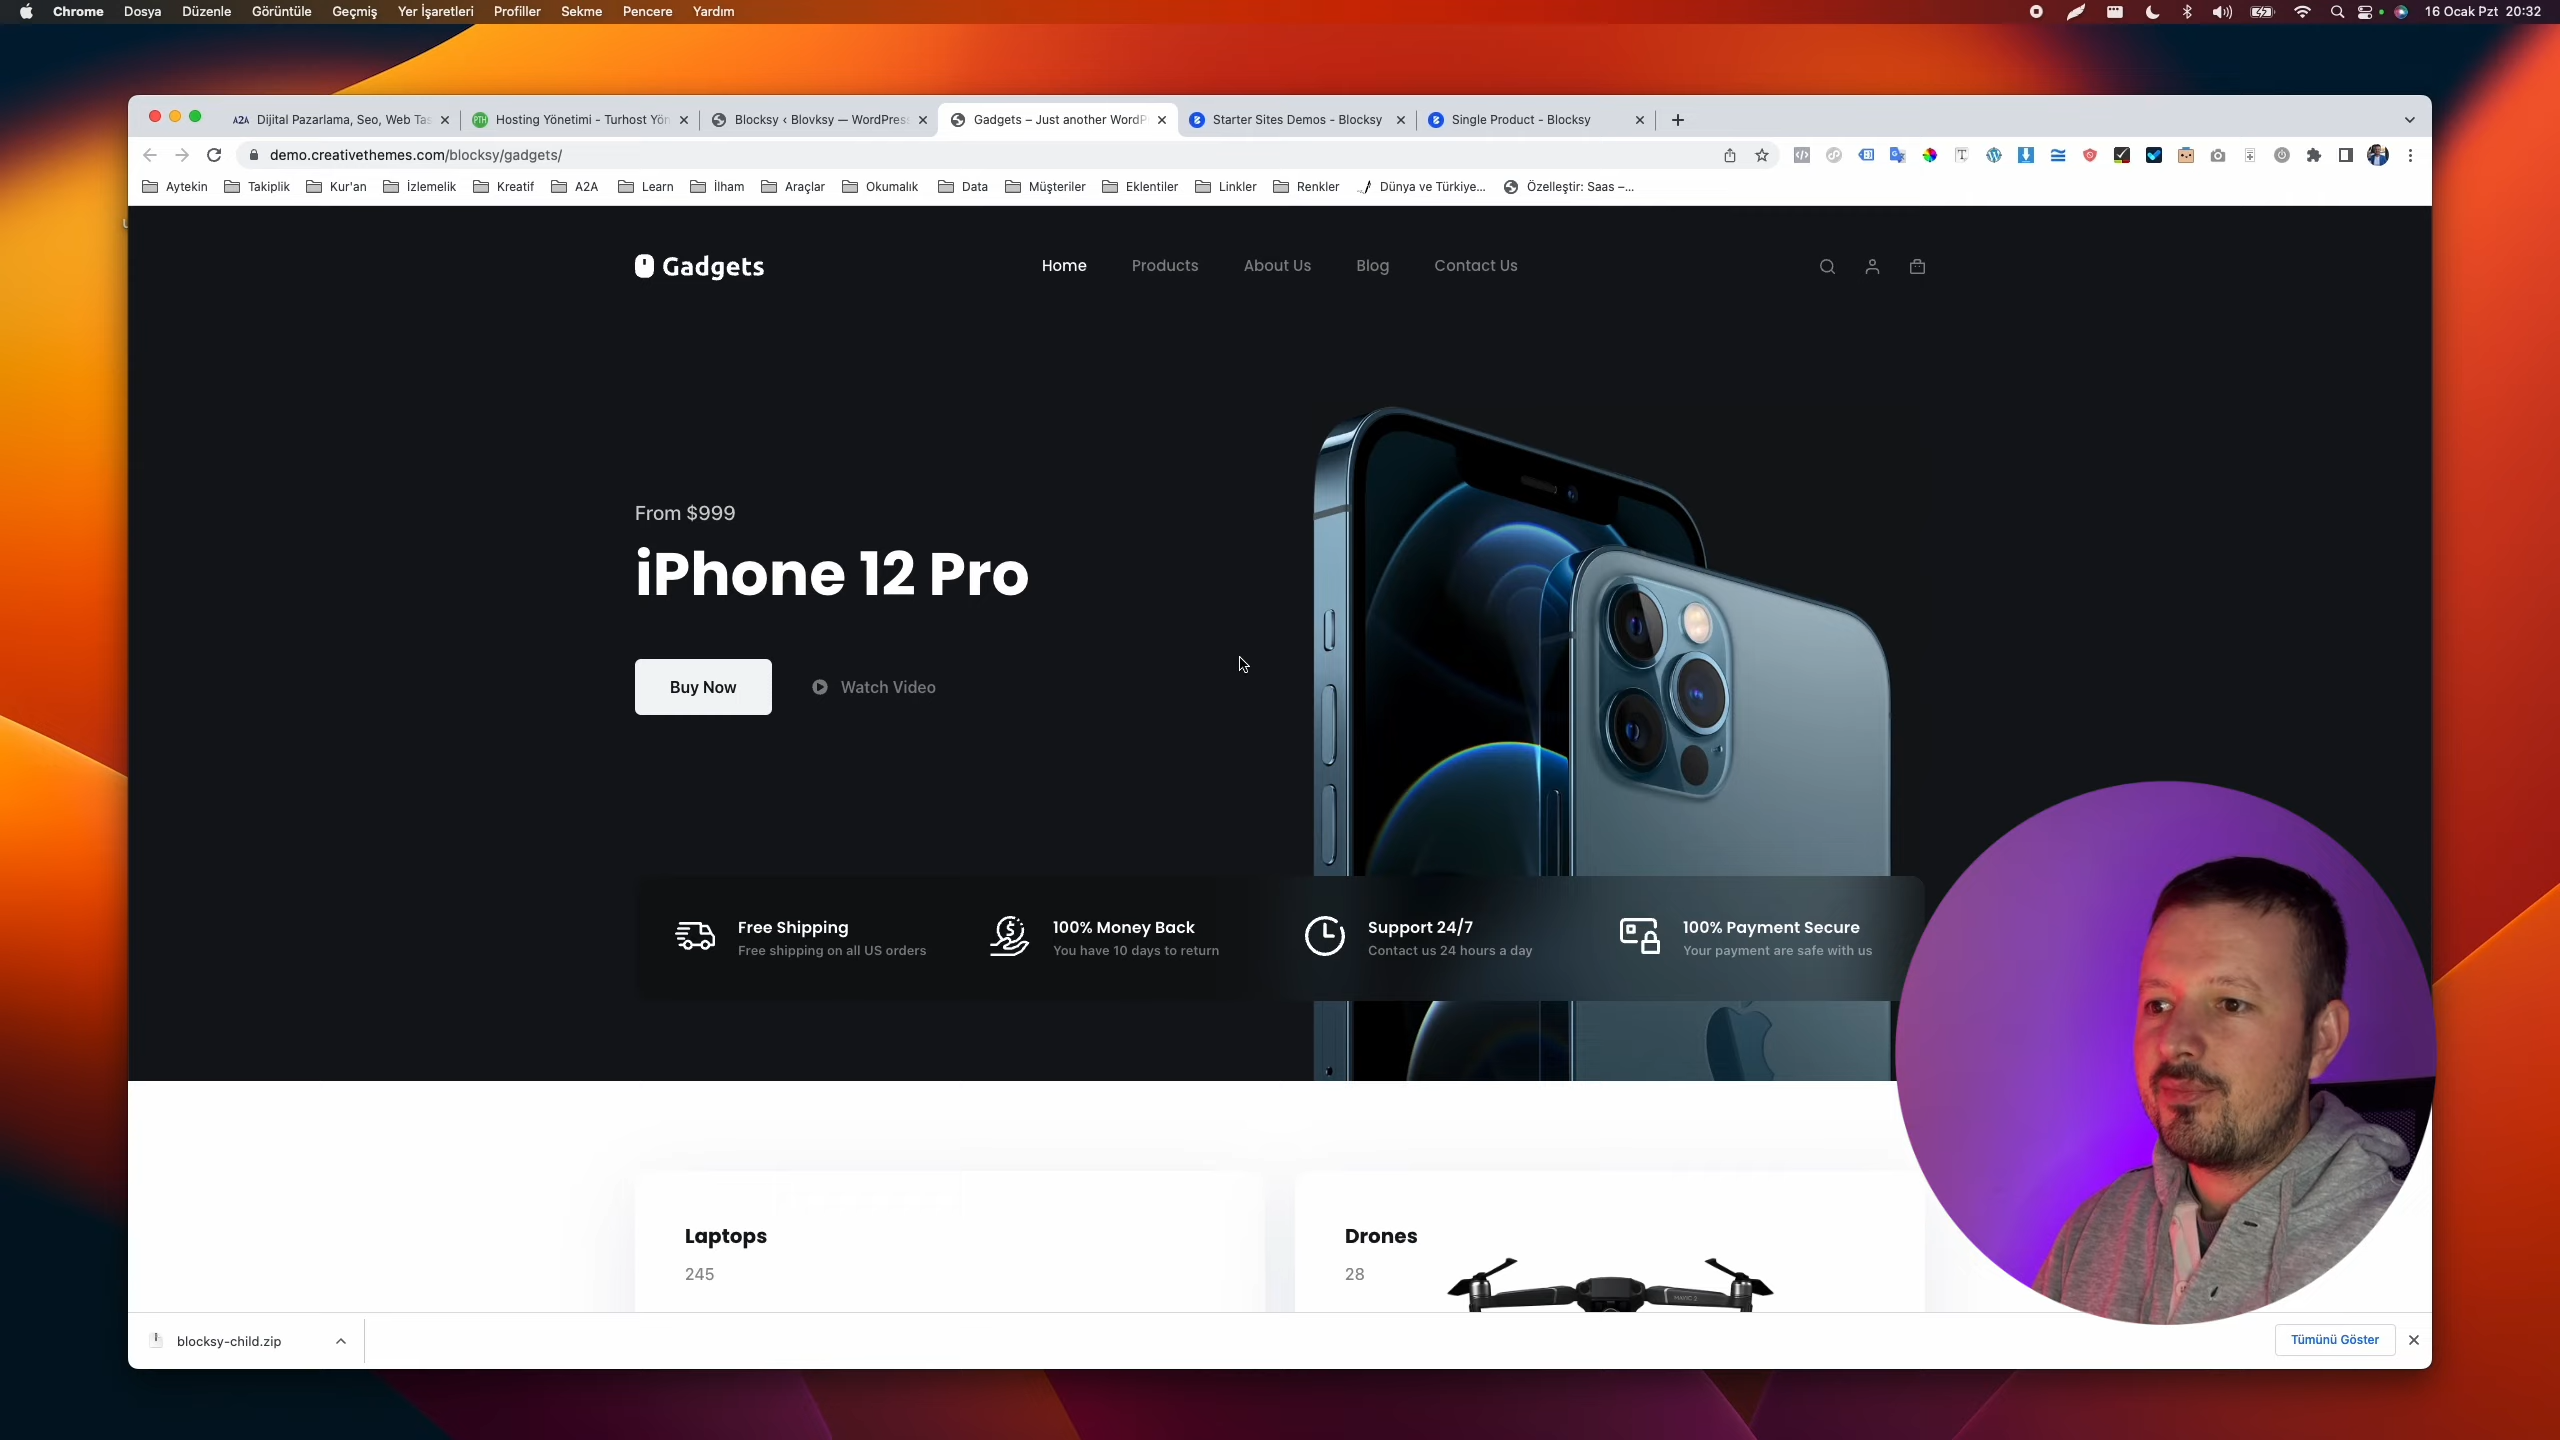 Chrome Dosya Düzenle Görüntüle Geçmiş Yer İşaretleri Profiller Sekme Pencere Yardım 16 Ocak Pzt 20:32
A2A Dijital Pazarlama, Seo, Web Tas PTH Hosting Yönetimi - Turhost Yön Blocksy ‹ Blovksy — WordPress Gadgets – Just another WordP Starter Sites Demos - Blocksy Single Product - Blocksy
demo.creativethemes.com/blocksy/gadgets/
Aytekin Takiplik Kur'an İzlemelik Kreatif A2A Learn İlham Araçlar Okumalık Data Müşteriler Eklentiler Linkler Renkler Dünya ve Türkiye... Özelleştir: Saas –...
Gadgets Home Products About Us Blog Contact Us
From $999
iPhone 12 Pro
Buy Now Watch Video
Free Shipping 100% Money Back Support 24/7 100% Payment Secure
Free shipping on all US orders You have 10 days to return Contact us 24 hours a day Your payment are safe with us
Laptops Drones
245 28
blocksy-child.zip Tümünü Göster